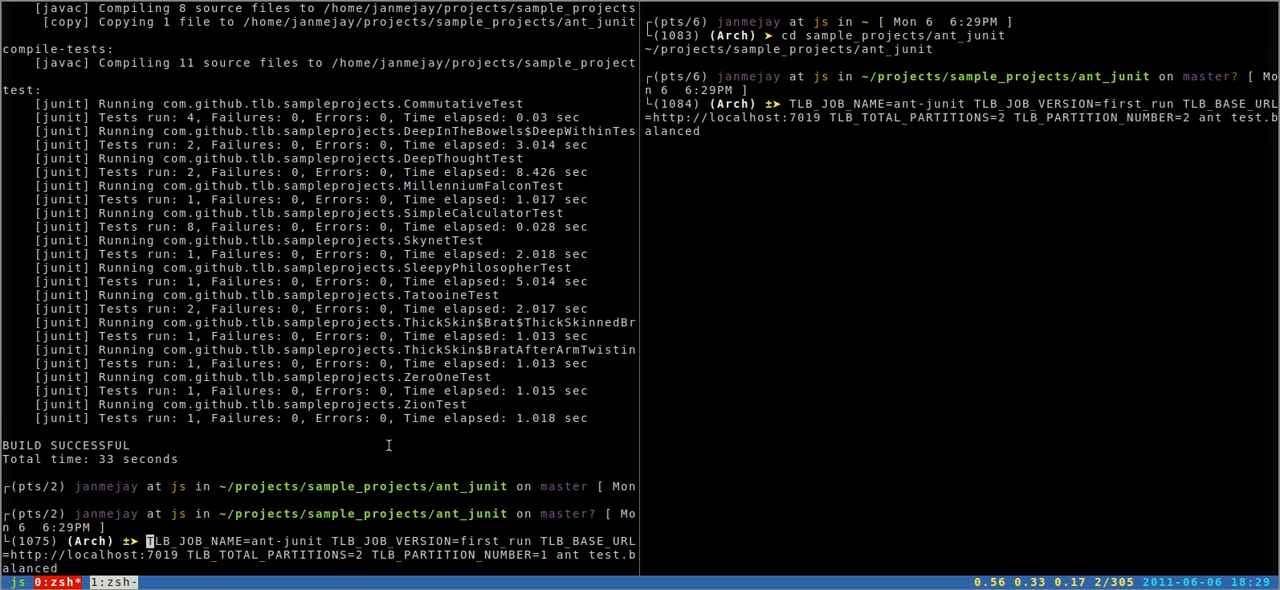 [javac] Compiling 8 source files to /home/janmejay/projects/sample_projects
[copy] Copying 1 file to /home/janmejay/projects/sample_projects/ant_junit
compile-tests:
[javac] Compiling 11 source files to /home/janmejay/projects/sample_project
test:
[junit] Running com.github.tlb.sampleprojects.CommutativeTest
[junit] Tests run: 4, Failures: 0, Errors: 0, Time elapsed: 0.03 sec
[junit] Running com.github.tlb.sampleprojects.DeepInTheBowels$DeepWithinTes
[junit] Tests run: 2, Failures: 0, Errors: 0, Time elapsed: 3.014 sec
[junit] Running com.github.tlb.sampleprojects.DeepThoughtTest
[junit] Tests run: 2, Failures: 0, Errors: 0, Time elapsed: 8.426 sec
[junit] Running com.github.tlb.sampleprojects.MillenniumFalconTest
[junit] Tests run: 1, Failures: 0, Errors: 0, Time elapsed: 1.017 sec
[junit] Running com.github.tlb.sampleprojects.SimpleCalculatorTest
[junit] Tests run: 8, Failures: 0, Errors: 0, Time elapsed: 0.028 sec
[junit] Running com.github.tlb.sampleprojects.SkynetTest
[junit] Tests run: 1, Failures: 0, Errors: 0, Time elapsed: 2.018 sec
[junit] Running com.github.tlb.sampleprojects.SleepyPhilosopherTest
[junit] Tests run: 1, Failures: 0, Errors: 0, Time elapsed: 5.014 sec
[junit] Running com.github.tlb.sampleprojects.TatooineTest
[junit] Tests run: 2, Failures: 0, Errors: 0, Time elapsed: 2.017 sec
[junit] Running com.github.tlb.sampleprojects.ThickSkin$Brat$ThickSkinnedBr
[junit] Tests run: 1, Failures: 0, Errors: 0, Time elapsed: 1.013 sec
[junit] Running com.github.tlb.sampleprojects.ThickSkin$BratAfterArmTwistin
[junit] Tests run: 1, Failures: 0, Errors: 0, Time elapsed: 1.013 sec
[junit] Running com.github.tlb.sampleprojects.ZeroOneTest
[junit] Tests run: 1, Failures: 0, Errors: 0, Time elapsed: 1.015 sec
[junit] Running com.github.tlb.sampleprojects.ZionTest
[junit] Tests run: 1, Failures: 0, Errors: 0, Time elapsed: 1.018 sec
BUILD SUCCESSFUL
Total time: 33 seconds
┌(pts/2) janmejay at js in ~/projects/sample_projects/ant_junit on master [ Mon
┌(pts/2) janmejay at js in ~/projects/sample_projects/ant_junit on master? [ Mo
n 6  6:29PM ]
└(1075) (Arch) ±➤ TLB_JOB_NAME=ant-junit TLB_JOB_VERSION=first_run TLB_BASE_URL
=http://localhost:7019 TLB_TOTAL_PARTITIONS=2 TLB_PARTITION_NUMBER=1 ant test.b
alanced
┌(pts/6) janmejay at js in ~ [ Mon 6  6:29PM ]
└(1083) (Arch) ➤ cd sample_projects/ant_junit
~/projects/sample_projects/ant_junit
┌(pts/6) janmejay at js in ~/projects/sample_projects/ant_junit on master? [ Mo
n 6  6:29PM ]
└(1084) (Arch) ±➤ TLB_JOB_NAME=ant-junit TLB_JOB_VERSION=first_run TLB_BASE_URL
=http://localhost:7019 TLB_TOTAL_PARTITIONS=2 TLB_PARTITION_NUMBER=2 ant test.b
alanced
js 0:zsh* 1:zsh- 0.56 0.33 0.17 2/305 2011-06-06 18:29